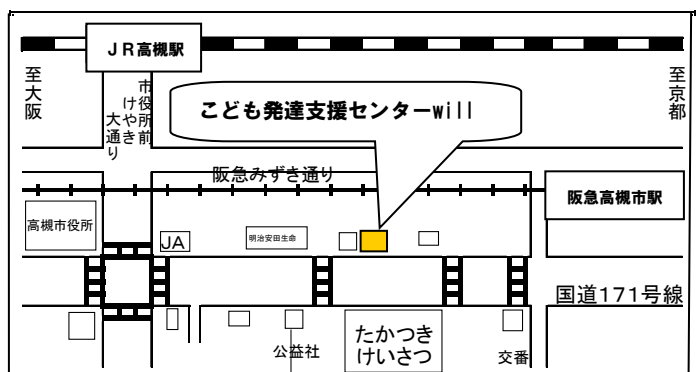 JR高槻駅
至大阪
至京都
市役所前
けやき
大通り
こども発達支援センターwill
阪急みずき通り
阪急高槻市駅
高槻市役所
JA
明治安田生命
国道171号線
公益社
たかつき
けいさつ
交番